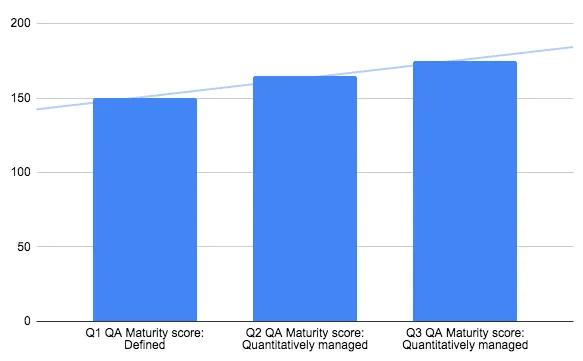 200
150
100
50
0
Q1 QA Maturity score:
Defined
Q2 QA Maturity score:
Quantitatively managed
Q3 QA Maturity score:
Quantitatively managed